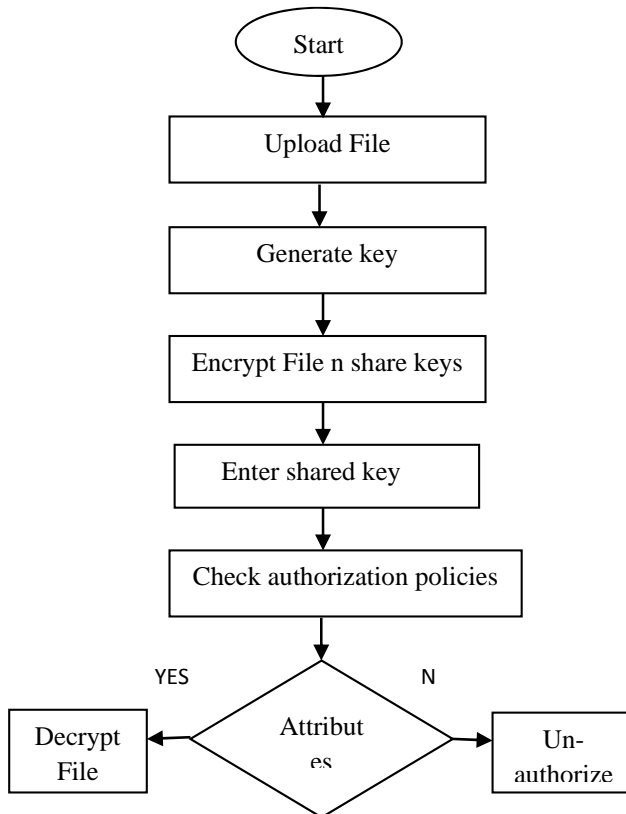 Start
Upload File
Generate key
Encrypt File n share keys
Enter shared key
Check authorization policies
YES
N
Decrypt
File
Attribut
es
Un-
authorize